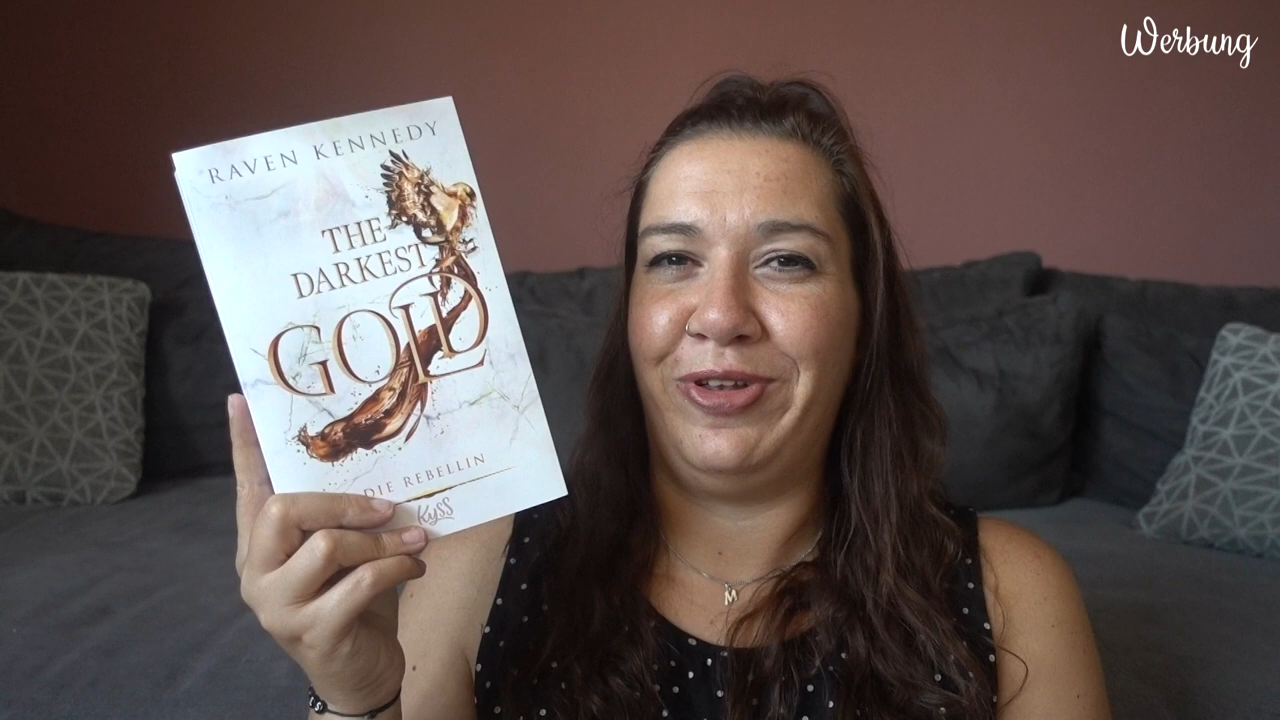 Werbung
RAVEN KENNEDY
THE
DARKEST
GOLD
DIE REBELLIN
Kyss
M